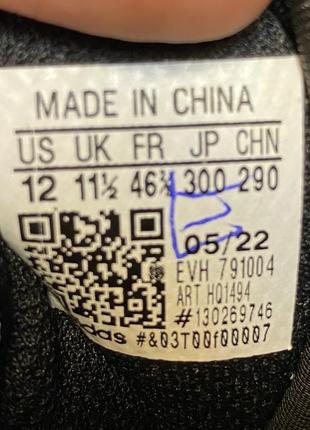 MADE IN CHINA
US UK FR JP CHN
12 11½ 46⅔ 300 290
05/22
EVH 791004
ART HQ1494
#130269746
#&03T00f00007